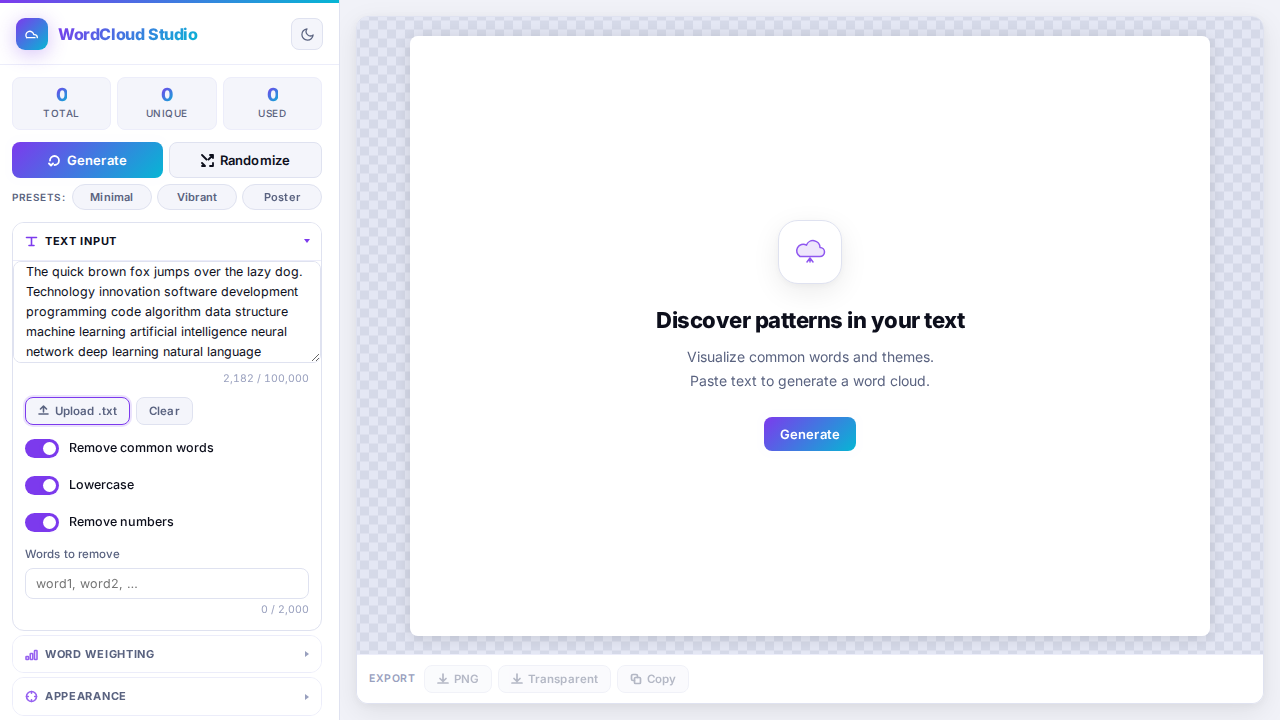 WordCloud Studio
0
TOTAL
0
UNIQUE
0
USED
Generate
Randomize
PRESETS:
Minimal
Vibrant
Poster
TEXT INPUT
The quick brown fox jumps over the lazy dog.
Technology innovation software development
programming code algorithm data structure
machine learning artificial intelligence neural
network deep learning natural language
2,182 / 100,000
Upload .txt
Clear
Remove common words
Lowercase
Remove numbers
Words to remove
word1, word2, ...
0 / 2,000
WORD WEIGHTING
APPEARANCE
Discover patterns in your text
Visualize common words and themes.
Paste text to generate a word cloud.
Generate
EXPORT
PNG
Transparent
Copy